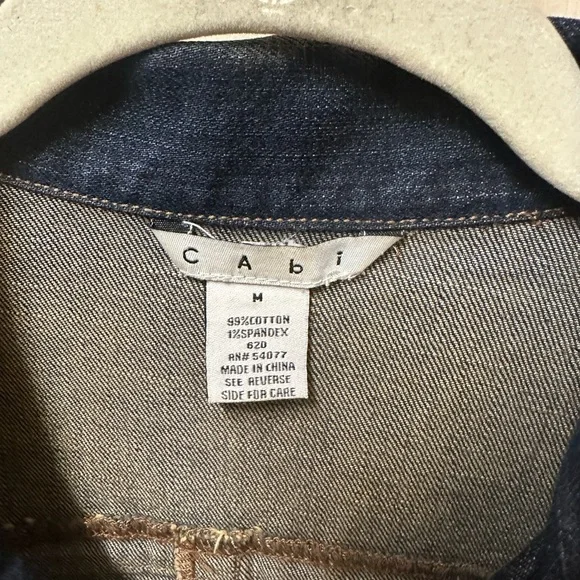 CAbi
M
99%COTTON
1%SPANDEX
620
RN# 54077
MADE IN CHINA
SEE REVERSE
SIDE FOR CARE